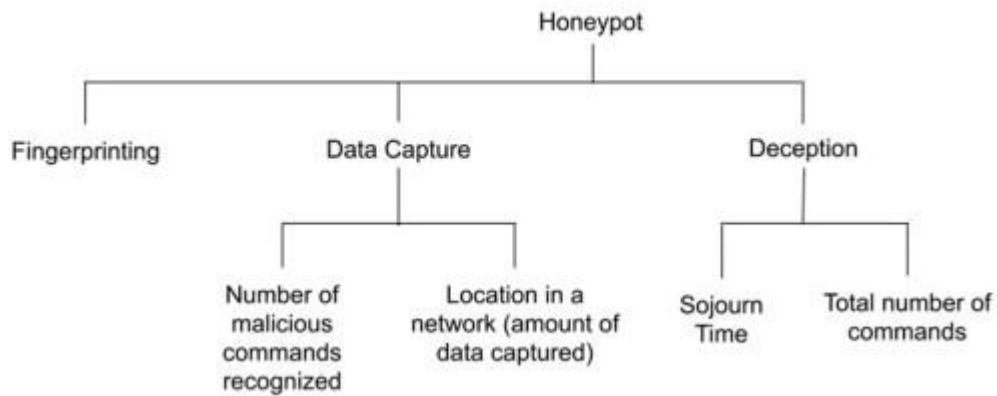 Honeypot
Fingerprinting
Data Capture
Deception
Number of
malicious
commands
recognized
Location in a
network (amount of
data captured)
Sojourn
Time
Total number of
commands